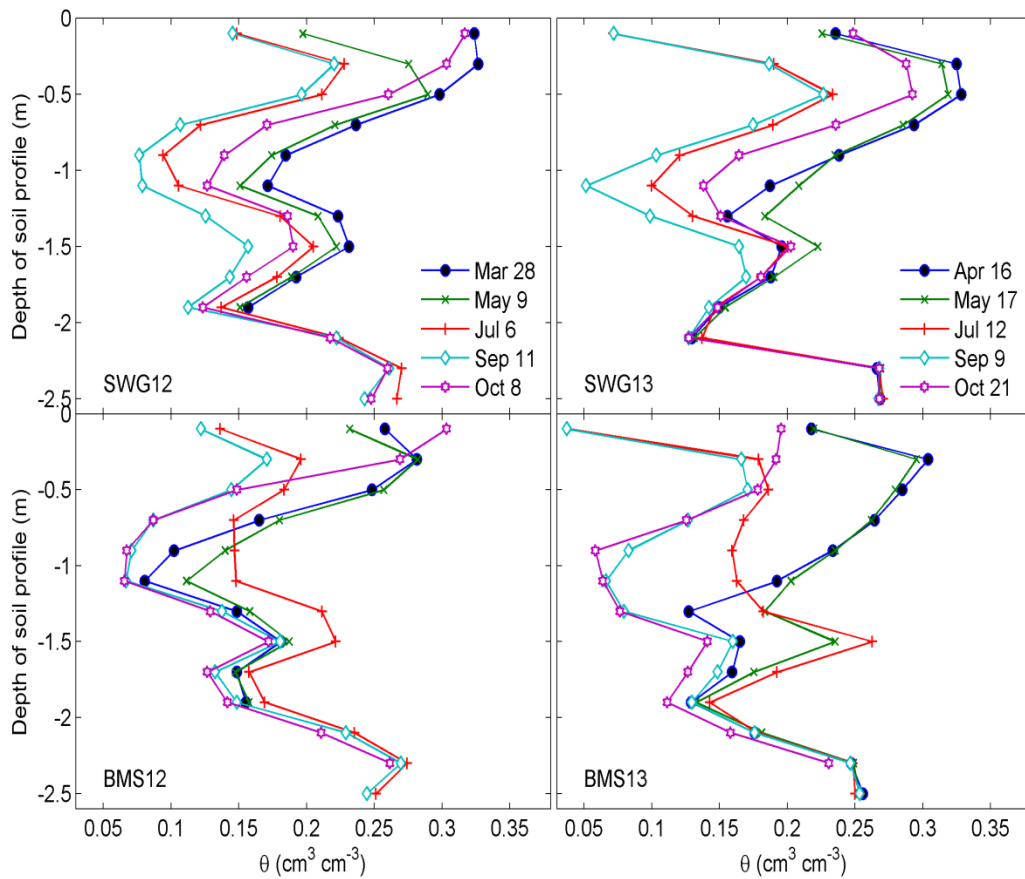 0
-0.5
-1
-1.5
-2
-2.5
Depth of soil profile (m)
SWG12
Mar 28
May 9
Jul 6
Sep 11
Oct 8
SWG13
Apr 16
May 17
Jul 12
Sep 9
Oct 21
0
-0.5
-1
-1.5
-2
-2.5
Depth of soil profile (m)
BMS12
0.05 0.1 0.15 0.2 0.25 0.3 0.35
θ (cm³ cm⁻³)
BMS13
0.05 0.1 0.15 0.2 0.25 0.3 0.35
θ (cm³ cm⁻³)